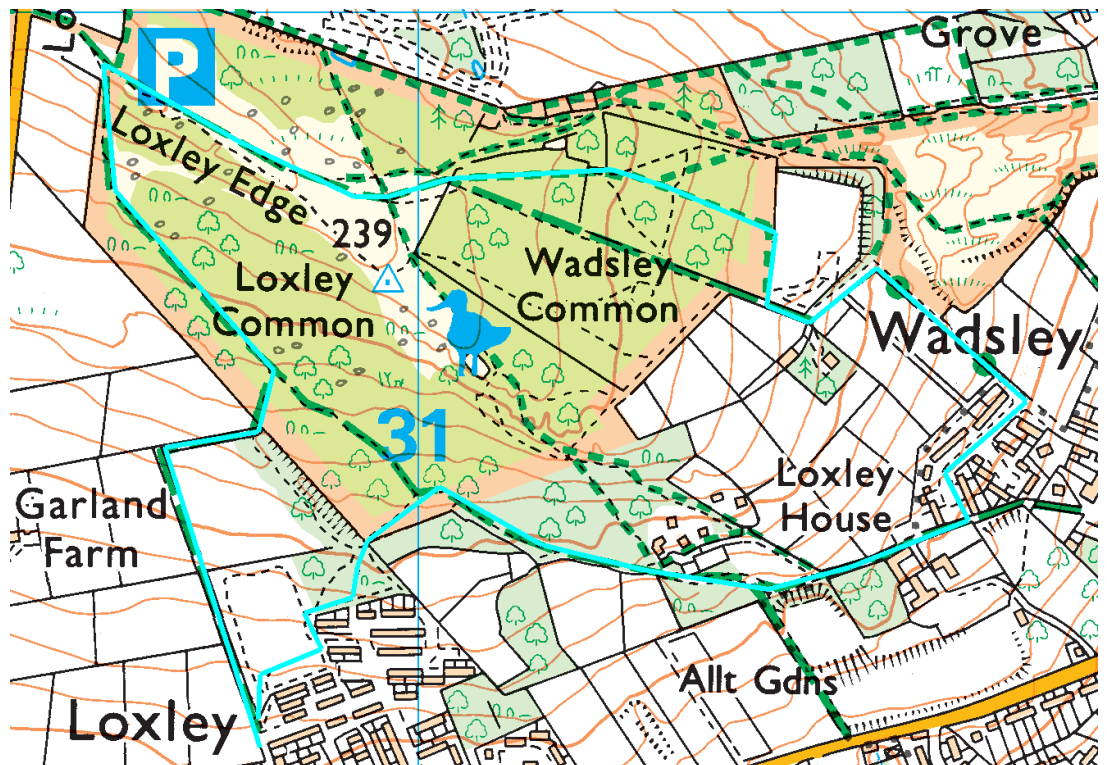 Grove
P
Loxley Edge
239
Loxley
Common
Wadsley
Common
Wadsley
31
Loxley
House
Garland
Farm
Allt Gdns
Loxley